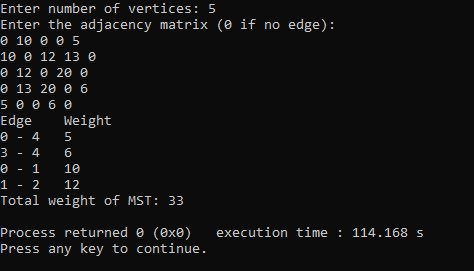 Enter number of vertices: 5
Enter the adjacency matrix (0 if no edge):
0 10 0 0 5
10 0 12 13 0
0 12 0 20 0
0 13 20 0 6
5 0 0 6 0
Edge    Weight
0 - 4   5
3 - 4   6
0 - 1   10
1 - 2   12
Total weight of MST: 33
Process returned 0 (0x0)   execution time : 114.168 s
Press any key to continue.